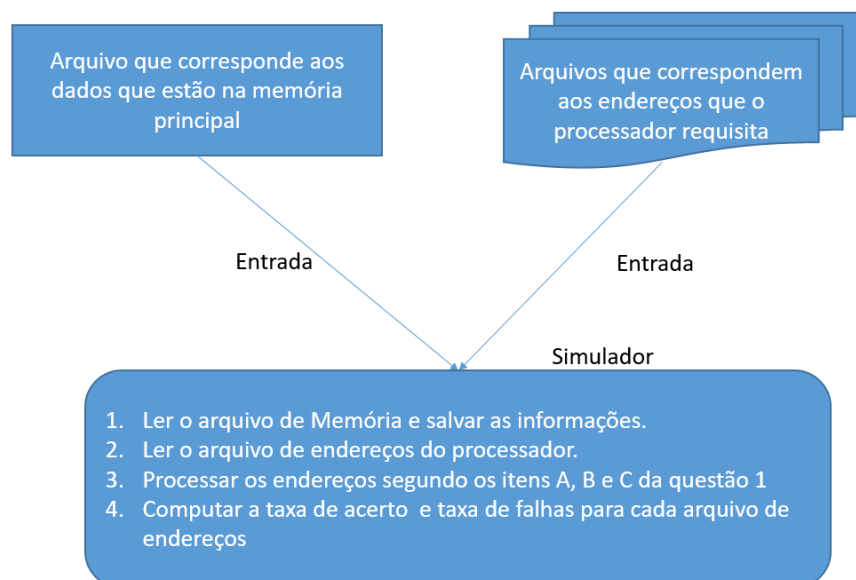 Arquivo que corresponde aos
dados que estão na memória
principal
Arquivos que correspondem
aos endereços que o
processador requisita
Entrada
Entrada
Simulador
1. Ler o arquivo de Memória e salvar as informações.
2. Ler o arquivo de endereços do processador.
3. Processar os endereços segundo os itens A, B e C da questão 1
4. Computar a taxa de acerto e taxa de falhas para cada arquivo de
endereços